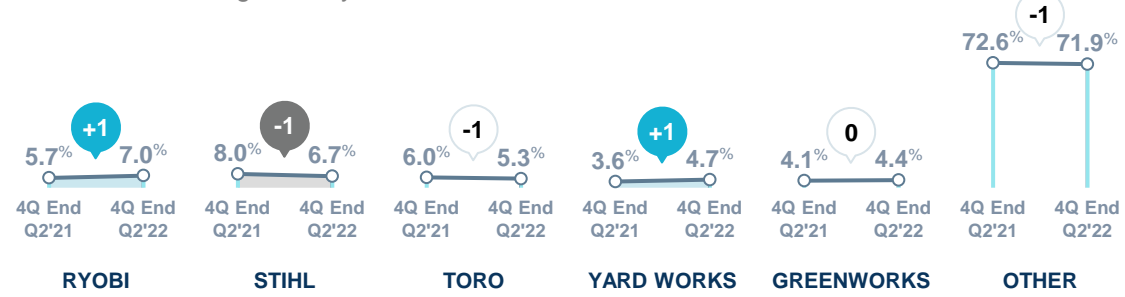 -1
72.6% 71.9%
+1 -1 -1 +1 0
5.7% 7.0% 8.0% 6.7% 6.0% 5.3% 3.6% 4.7% 4.1% 4.4%
4Q End 4Q End 4Q End 4Q End 4Q End 4Q End 4Q End 4Q End 4Q End 4Q End 4Q End 4Q End
Q2'21 Q2'22 Q2'21 Q2'22 Q2'21 Q2'22 Q2'21 Q2'22 Q2'21 Q2'22 Q2'21 Q2'22
RYOBI STIHL TORO YARD WORKS GREENWORKS OTHER